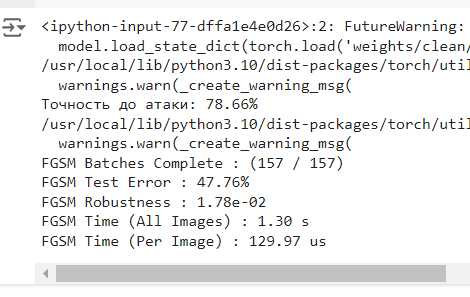 <ipython-input-77-dffa1e4e0d26>:2: FutureWarning:
model.load_state_dict(torch.load('weights/clean/
/usr/local/lib/python3.10/dist-packages/torch/util
warnings.warn(_create_warning_msg(
Точность до атаки: 78.66%
/usr/local/lib/python3.10/dist-packages/torch/util
warnings.warn(_create_warning_msg(
FGSM Batches Complete : (157 / 157)
FGSM Test Error : 47.76%
FGSM Robustness : 1.78e-02
FGSM Time (All Images) : 1.30 s
FGSM Time (Per Image) : 129.97 us